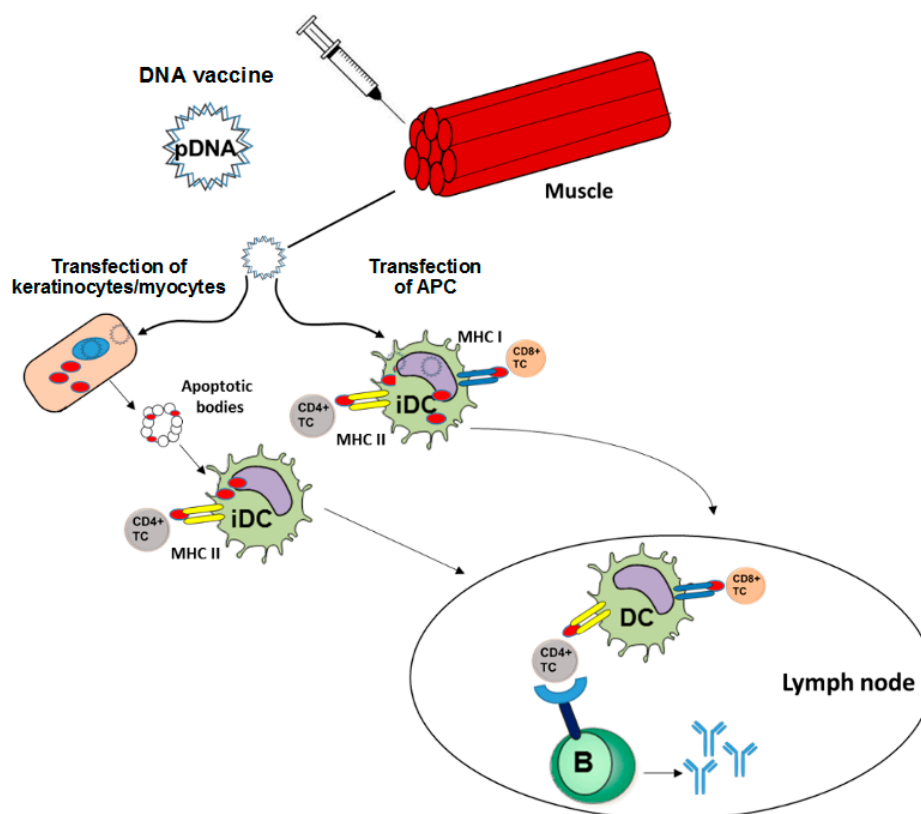 DNA vaccine
pDNA
Muscle
Transfection of
keratinocytes/myocytes
Transfection
of APC
MHC I
CD8+
TC
iDC
CD4+
TC
MHC II
Apoptotic
bodies
iDC
CD4+
TC
MHC II
DC
CD8+
TC
CD4+
TC
Lymph node
B